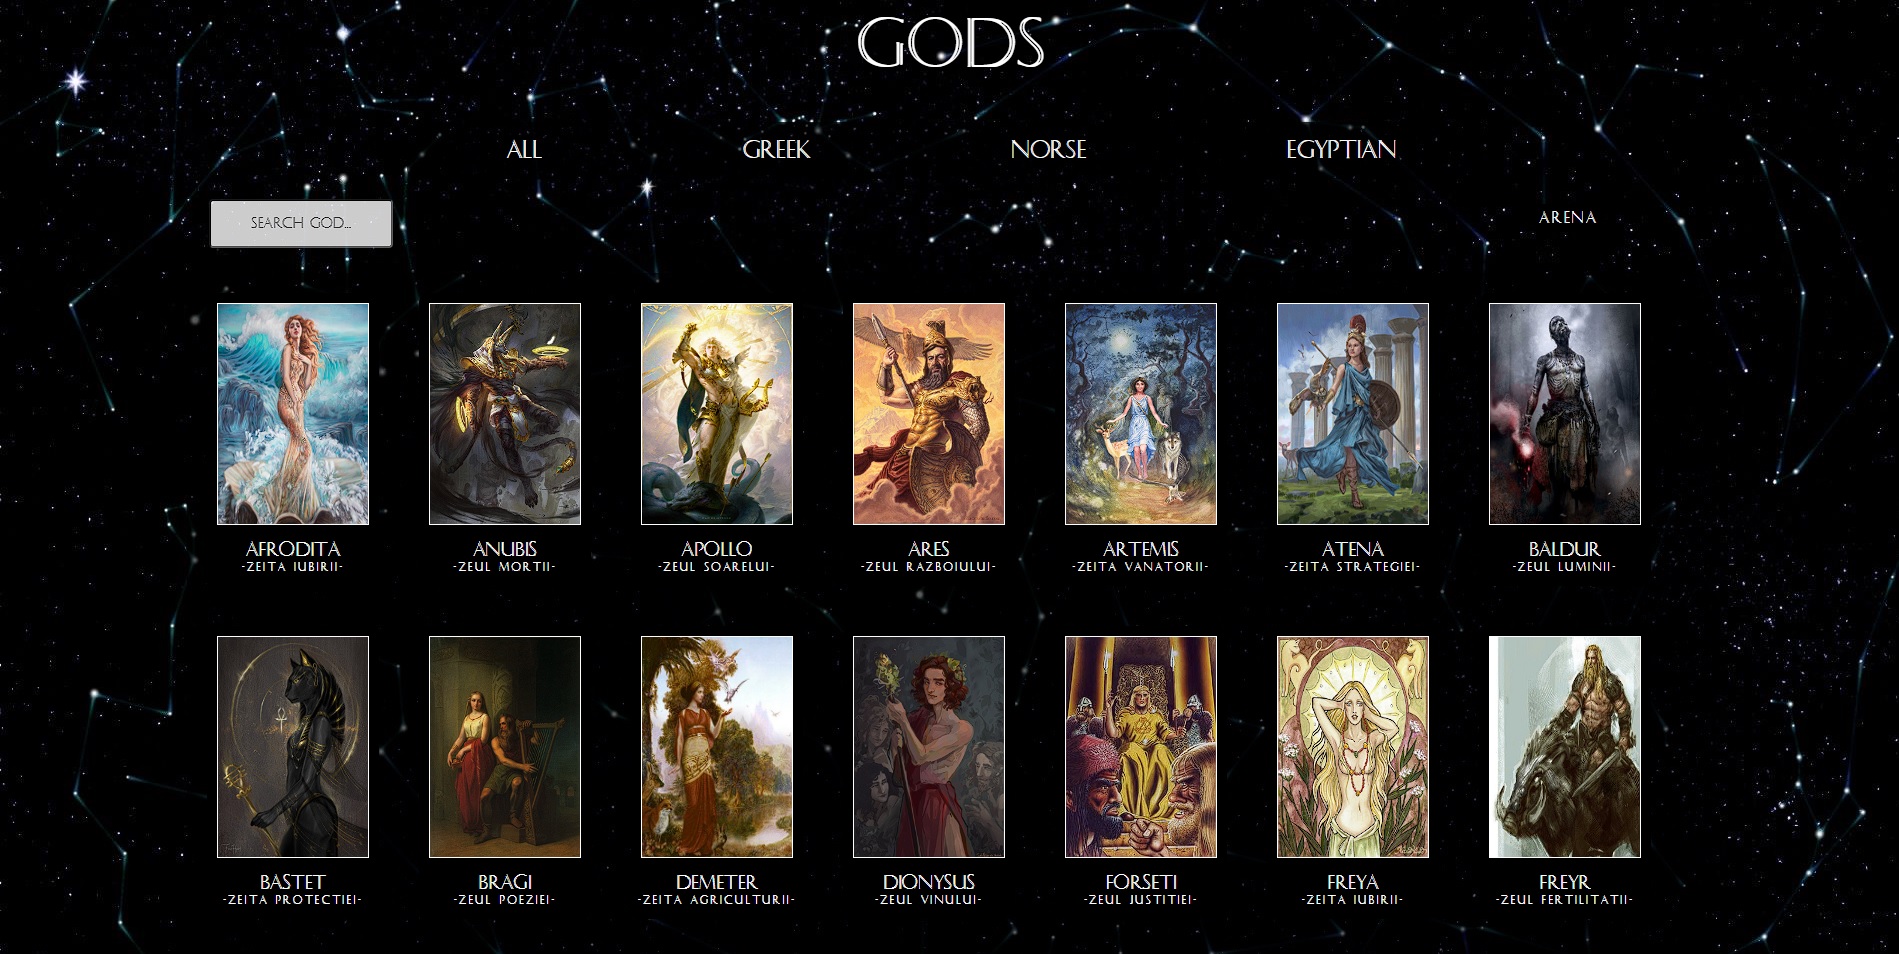 GODS
ALL
GREEK
NORSE
EGYPTIAN
SEARCH GOD...
ARENA
APOLLO
AFRODITA
-ZEITA IUBIRII-
ANUBIS
-ZEUL MORTII-
APOLLO
-ZEUL SOARELUI-
ARES
-ZEUL RAZBOIULUI-
ARTEMIS
-ZEITA VANATORII-
ATENA
-ZEITA STRATEGIEI-
BALDUR
-ZEUL LUMINII-
BASTET
-ZEITA PROTECTIEI-
BRAGI
-ZEUL POEZIEI-
DEMETER
-ZEITA AGRICULTURII-
DIONYSUS
-ZEUL VINULUI-
FORSETI
-ZEUL JUSTITIEI-
FREYA
-ZEITA IUBIRII-
FREYR
-ZEUL FERTILITATII-